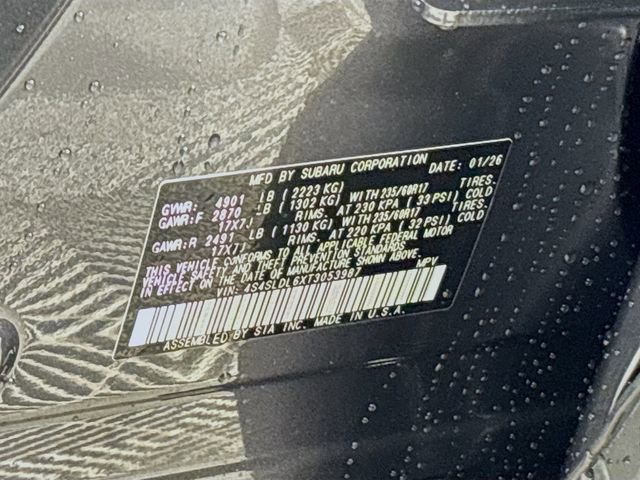 MFD BY SUBARU CORPORATION DATE: 01/26
GVWR: 4901 LB ( 2223 KG)
GAWR:F 2870 LB ( 1302 KG) WITH 235/60R17 TIRES.
17X7J RIMS. AT 230 KPA ( 33 PSI) COLD
GAWR:R 2491 LB ( 1130 KG) WITH 235/60R17 TIRES.
17X7J RIMS. AT 220 KPA ( 32 PSI) COLD
THIS VEHICLE CONFORMS TO ALL APPLICABLE FEDERAL MOTOR
VEHICLE SAFETY AND THEFT PREVENTION STANDARDS
IN EFFECT ON THE DATE OF MANUFACTURE SHOWN ABOVE.
VIN: MPV
ASSEMBLED BY SIA INC. MADE IN U.S.A.